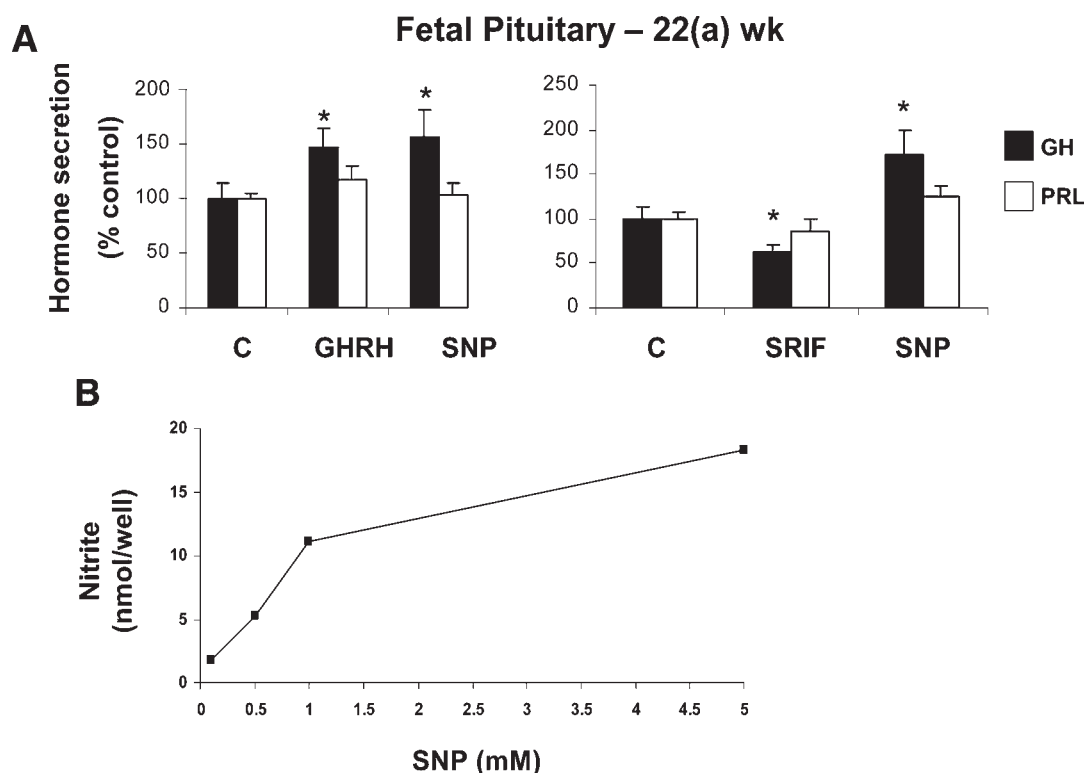 Fetal Pituitary – 22(a) wk
A
Hormone secretion
(% control)
200
150
100
50
0
*
*
C GHRH SNP
250
200
150
100
50
0
*
*
C SRIF SNP
GH
PRL
B
Nitrite
(nmol/well)
20
15
10
5
0
0 0.5 1 1.5 2 2.5 3 3.5 4 4.5 5
SNP (mM)